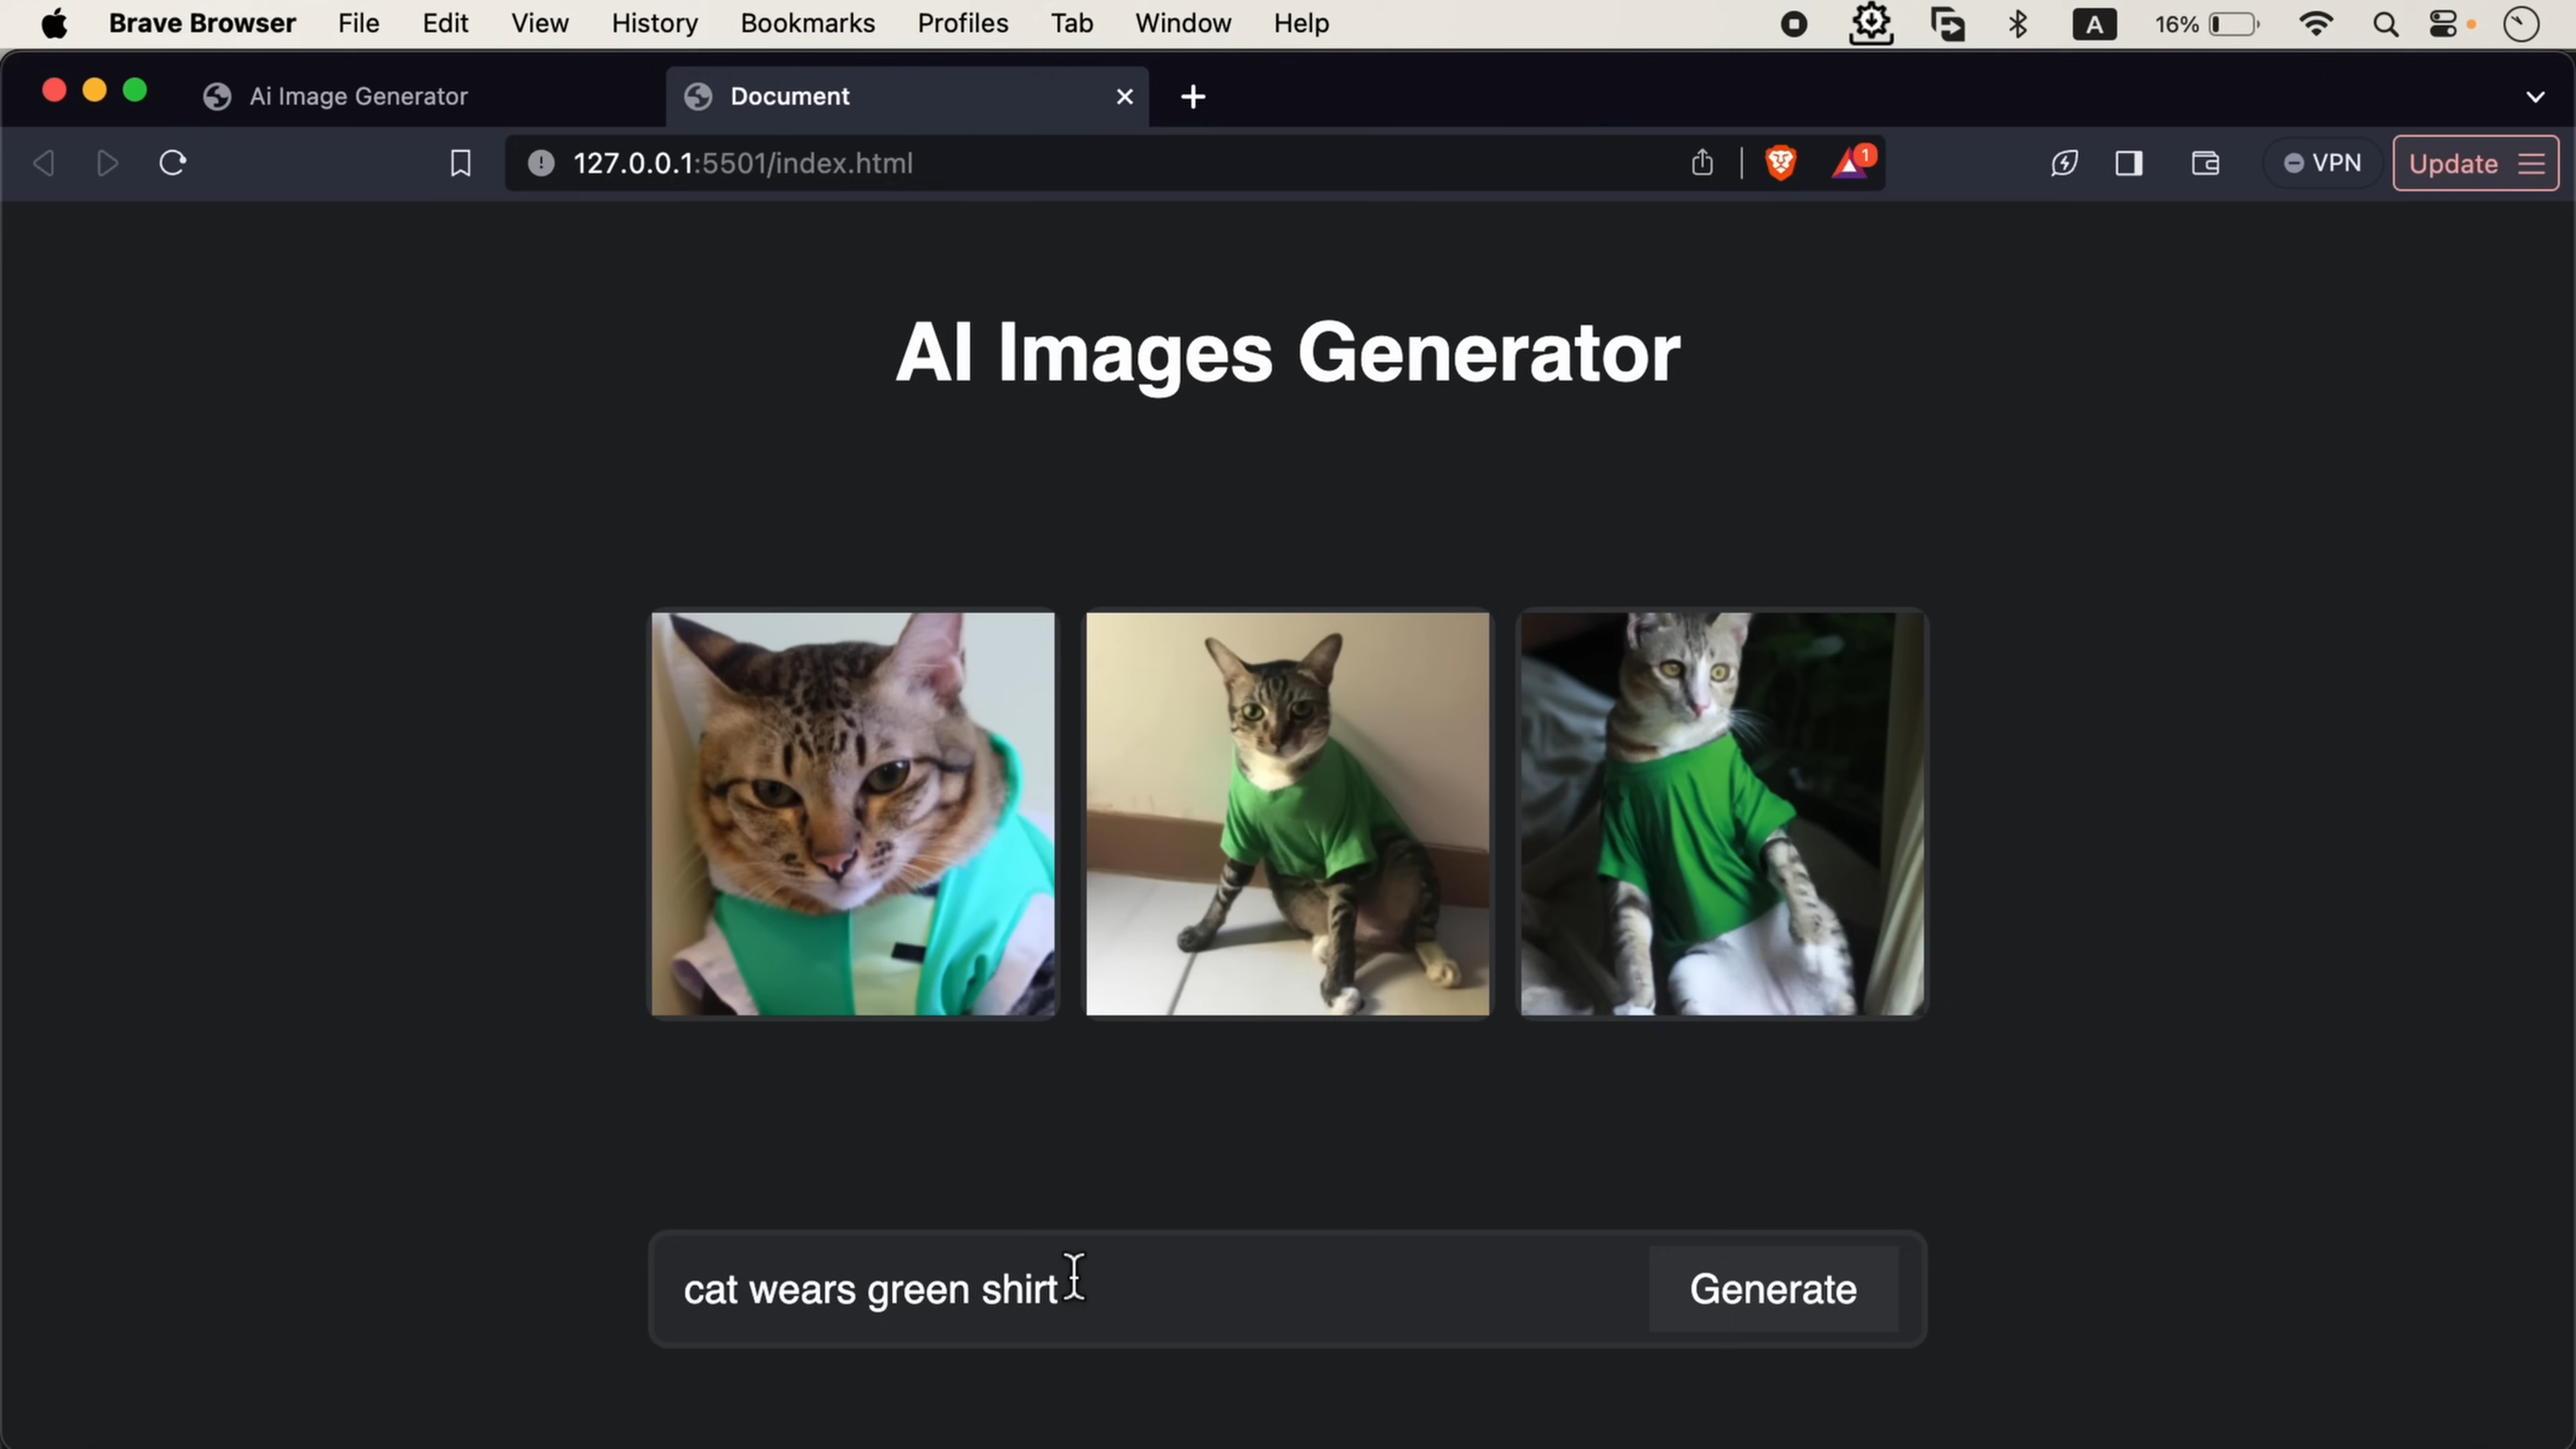 Brave Browser File Edit View History Bookmarks Profiles Tab Window Help A 16%
Ai Image Generator Document
127.0.0.1:5501/index.html 1 VPN Update
AI Images Generator
cat wears green shirt Generate